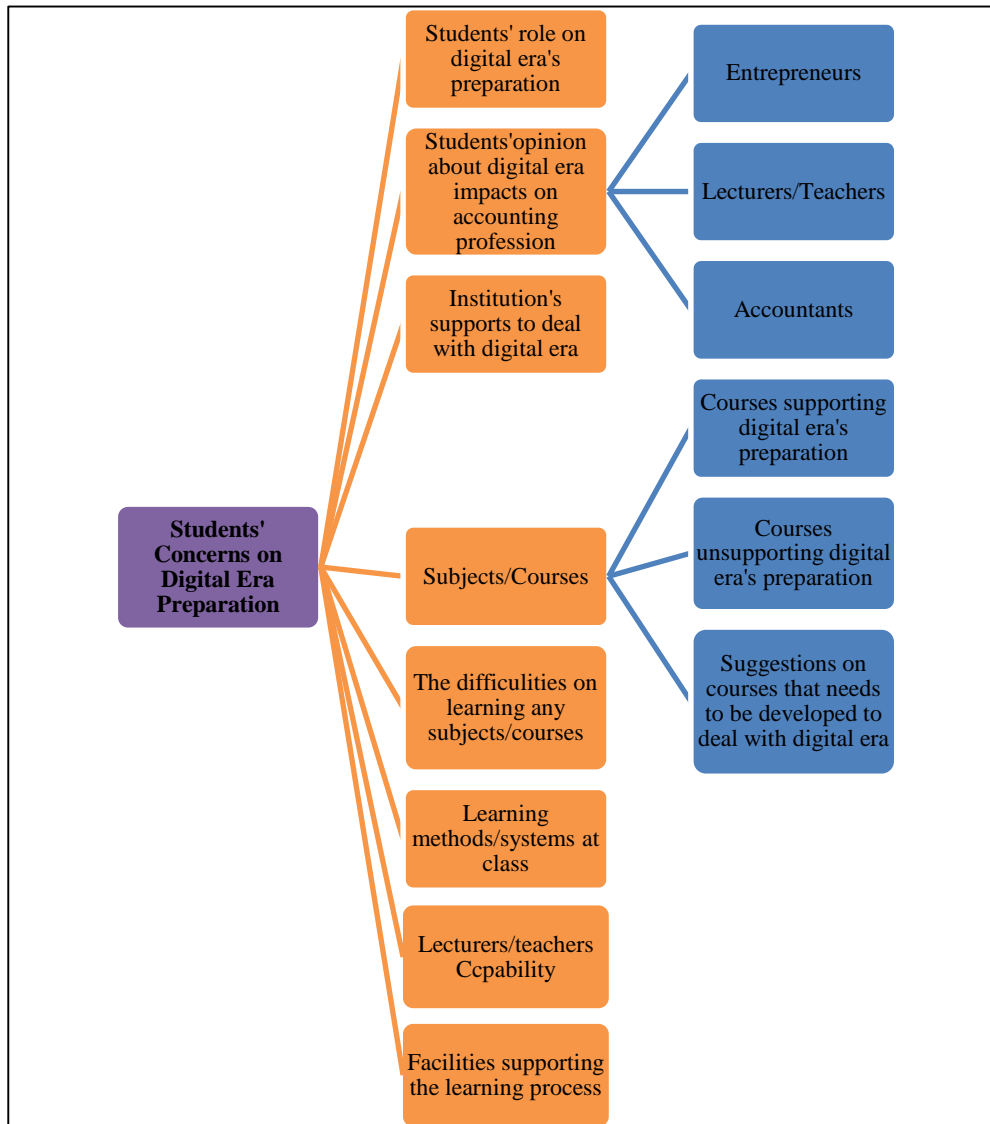 Students' role on
digital era's
preparation
Students'opinion
about digital era
impacts on
accounting
profession
Institution's
supports to deal
with digital era
Students'
Concerns on
Digital Era
Preparation
Subjects/Courses
The difficulities on
learning any
subjects/courses
Learning
methods/systems at
class
Lecturers/teachers
Ccpability
Facilities supporting
the learning process
Entrepreneurs
Lecturers/Teachers
Accountants
Courses supporting
digital era's
preparation
Courses
unsupporting digital
era's preparation
Suggestions on
courses that needs
to be developed to
deal with digital era